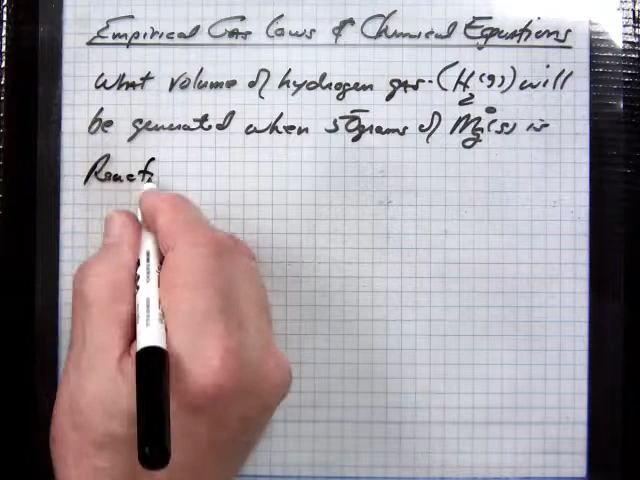 Empirical Gas Laws & Chemical Equations
What volume of hydrogen gas (H2(g)) will
be generated when 50 grams of Mg°(s) is
React